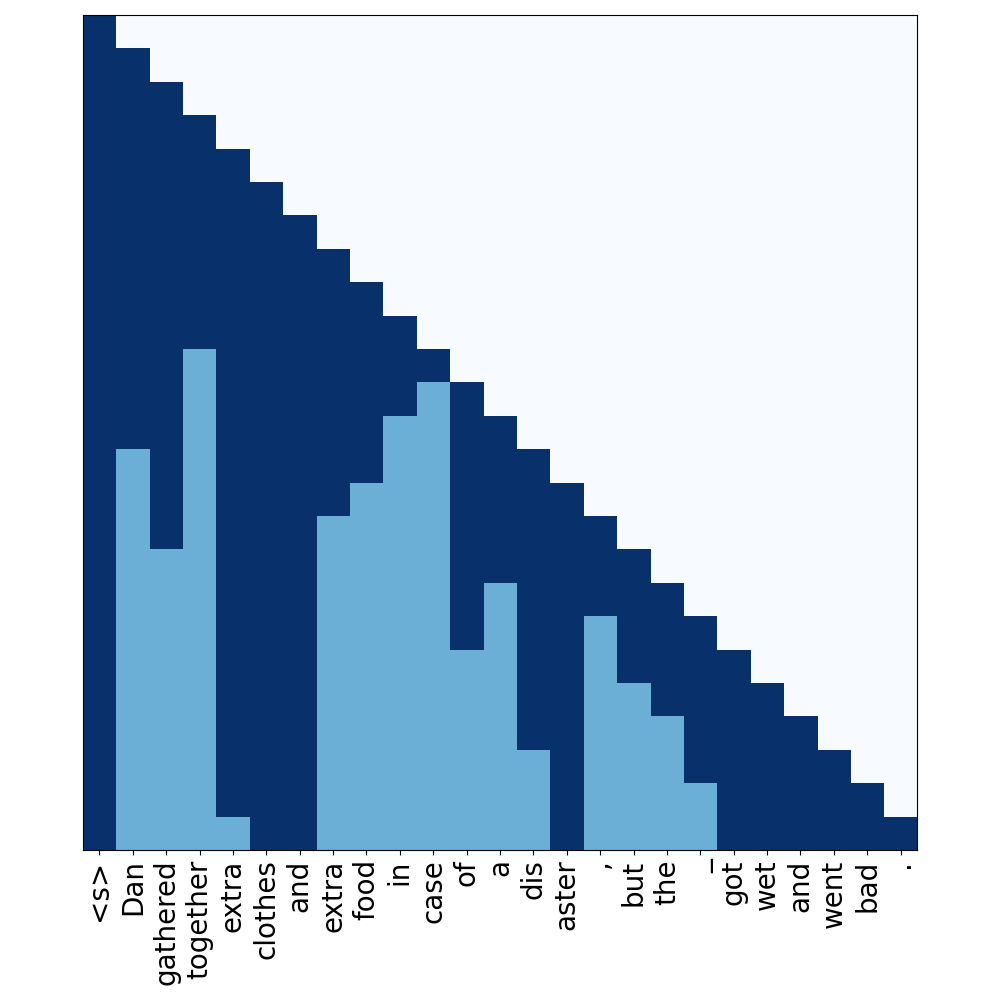 <s>
Dan
gathered
together
extra
clothes
and
extra
food
in
case
of
a
dis
aster
,
but
the
_
got
wet
and
went
bad
.